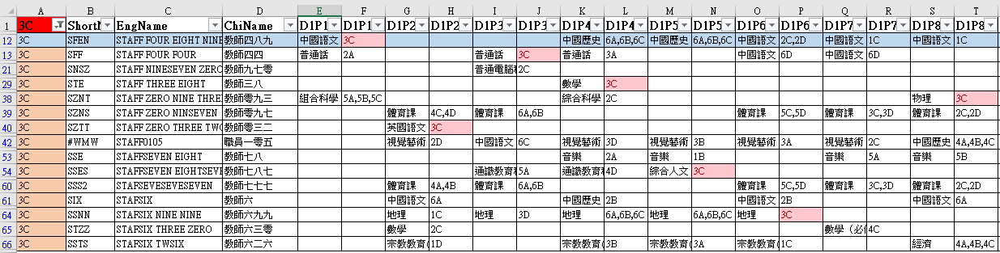 A B C D E F G H I J K L M N O P Q R S T
1 3C ShortN EngName ChiName D1P1 D1P1 D1P2 D1P2 D1P3 D1P3 D1P4 D1P4 D1P5 D1P5 D1P6 D1P6 D1P7 D1P7 D1P8 D1P8
12 3C SFEN STAFF FOUR EIGHT NINE 教師四八九 中國語文 3C 中國歷史 6A,6B,6C 中國歷史 6A,6B,6C 中國語文 2C,2D 中國語文 1C 中國語文 1C
13 3C SFF STAFF FOUR FOUR 教師四四 普通話 2A 普通話 3C 普通話 3A 中國語文 6D 中國語文 6D
21 3C SNSZ STAFF NINESEVEN ZERO 教師九七零 普通電腦科 2C
29 3C STE STAFF THREE EIGHT 教師三八 數學 3C
38 3C SZNT STAFF ZERO NINE THREE 教師零九三 組合科學 5A,5B,5C 綜合科學 2C 物理 3C
39 3C SZNS STAFF ZERO NINSEVEN 教師零九七 體育課 4C,4D 體育課 6A,6B 體育課 5C,5D 體育課 3C,3D 體育課 2C,2D
40 3C SZTT STAFF ZERO THREE TWO 教師零三二 英國語文 3C
42 3C #WMW STAFF0105 職員一零五 視覺藝術 2D 中國語文 6C 視覺藝術 3D 視覺藝術 3B 視覺藝術 3A 視覺藝術 2C 中國歷史 4A,4B,4C
53 3C SSE STAFFSEVEN EIGHT 教師七八 音樂 2A 音樂 1B 音樂 5A 音樂 5B
54 3C SSES STAFFSEVEN EIGHTSEVE 教師七八七 通識教育科 5A 通識教育科 4D 綜合人文 3C
60 3C SSS2 STAFSEVESEVESEVEN 教師七七七 體育課 4A,4B 體育課 6A,6B 體育課 5C,5D 體育課 3C,3D 體育課 2C,2D
61 3C SIX STAFSIX 教師六 中國語文 6A 中國歷史 2B 中國語文 2B 中國語文 6A
64 3C SSNN STAFSIX NINE NINE 教師六九九 地理 1C 地理 3D 地理 6A,6B,6C 地理 6A,6B,6C 地理 3C
65 3C STZZ STAFSIX THREE ZERO 教師六三零 數學 2C 數學（必 4C
66 3C SSTS STAFSIX TWSIX 教師六二六 宗教教育( 1D 宗教教育( 3B 宗教教育( 3A 宗教教育( 1C 經濟 4A,4B,4C